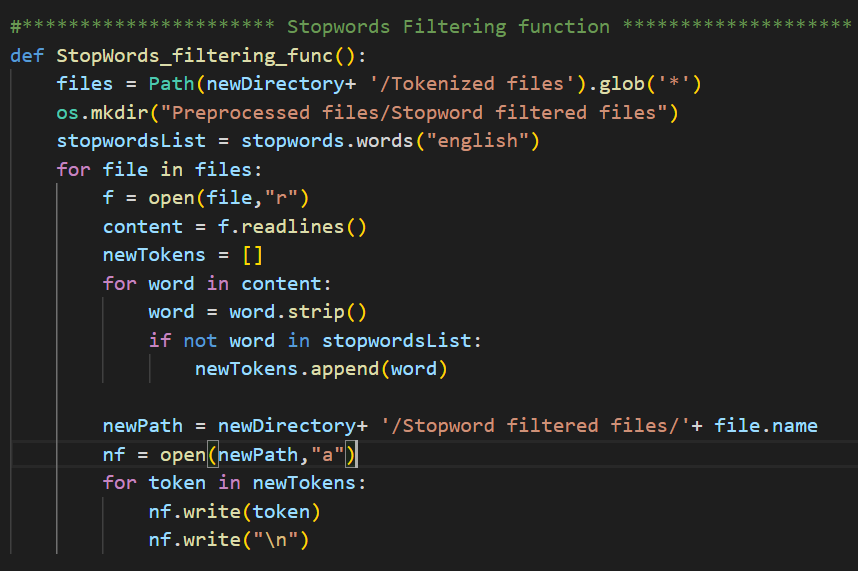 #********************** Stopwords Filtering function ********************
def StopWords_filtering_func():
    files = Path(newDirectory+ '/Tokenized files').glob('*')
    os.mkdir("Preprocessed files/Stopword filtered files")
    stopwordsList = stopwords.words("english")
    for file in files:
        f = open(file,"r")
        content = f.readlines()
        newTokens = []
        for word in content:
            word = word.strip()
            if not word in stopwordsList:
                newTokens.append(word)

        newPath = newDirectory+ '/Stopword filtered files/'+ file.name
        nf = open(newPath,"a")
        for token in newTokens:
            nf.write(token)
            nf.write("\n")